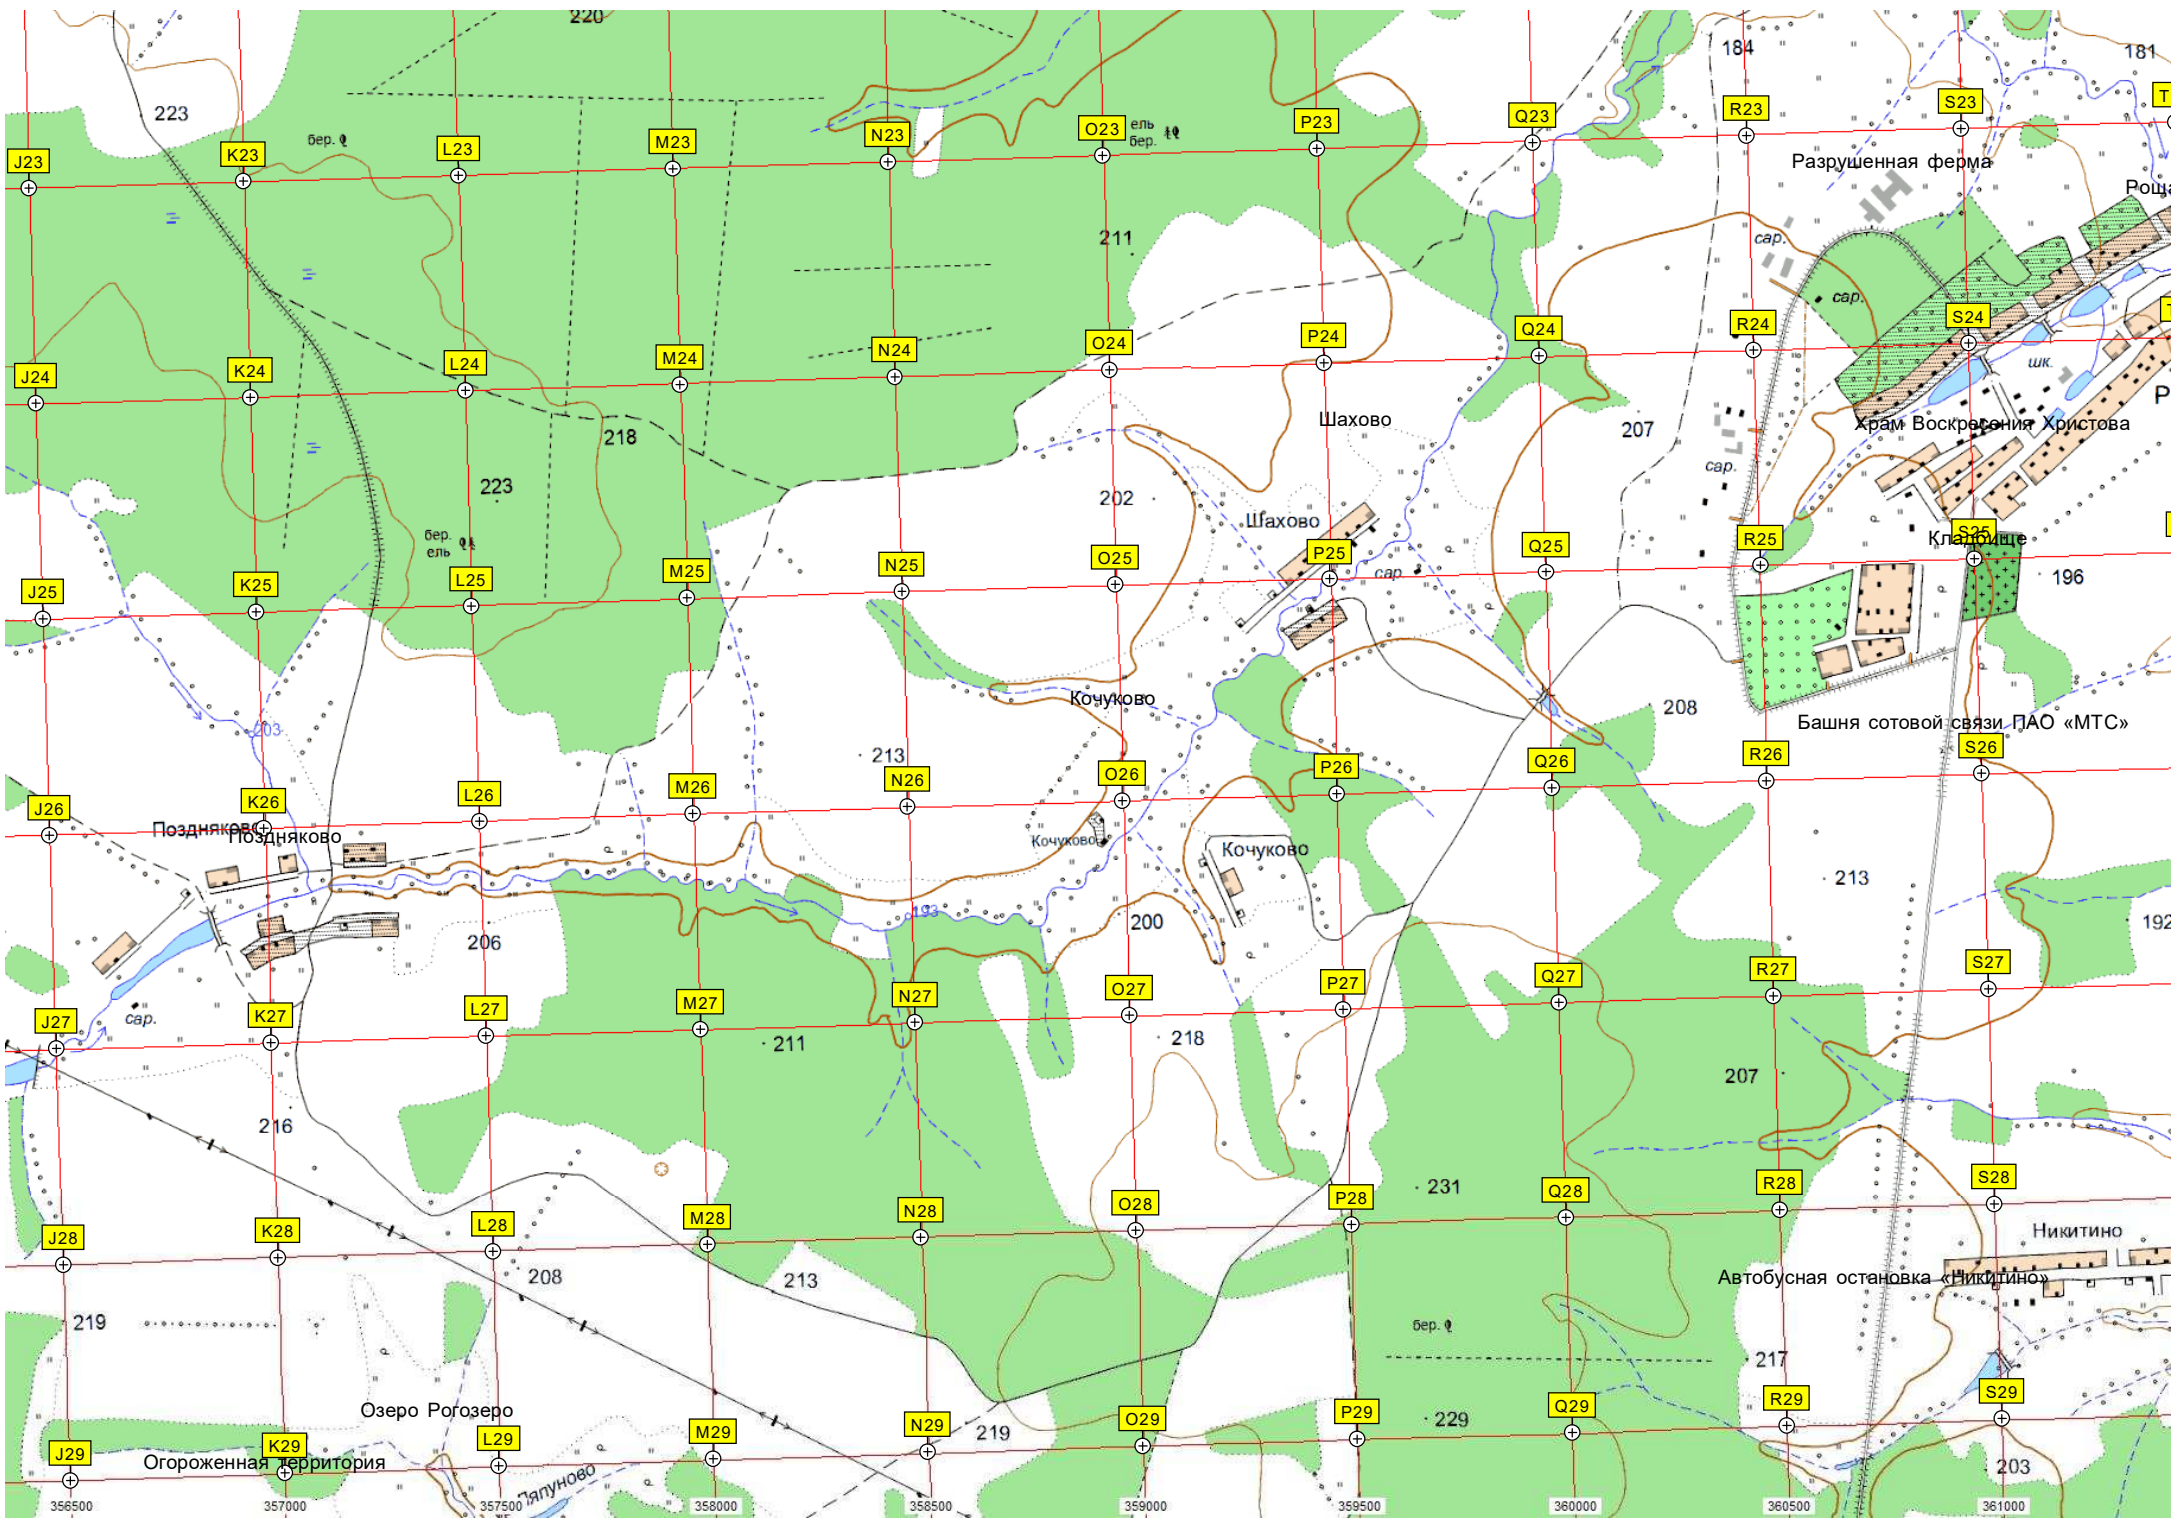 220
184
181
223
J23
K23
бер.
L23
M23
N23
O23
ель
бер.
P23
Q23
R23
S23
T
Разрушенная ферма
Роща
211
сар.
сар.
J24
K24
L24
M24
N24
O24
P24
Q24
R24
S24
шк.
Р
218
Шахово
207
Храм Воскресения Христова
223
202
сар.
Шахово
бер.
ель
J25
K25
L25
M25
N25
O25
P25
сар
Q25
R25
S25
Кладбище
196
203
Кочуково
208
Башня сотовой связи ПАО «МТС»
213
J26
K26
L26
M26
N26
O26
P26
Q26
R26
S26
Поздняково
Поздняково
Кочуково
Кочуково
213
206
193
200
192
J27
сар.
K27
L27
M27
N27
O27
P27
Q27
R27
S27
211
218
207
216
J28
K28
L28
M28
N28
O28
P28
231
Q28
R28
S28
Никитино
208
213
Автобусная остановка «Никитино»
219
бер.
217
Озеро Рогозеро
J29
K29
L29
M29
N29
219
O29
P29
229
Q29
R29
S29
Огороженная территория
Ляпуново
203
356500
357000
357500
358000
358500
359000
359500
360000
360500
361000